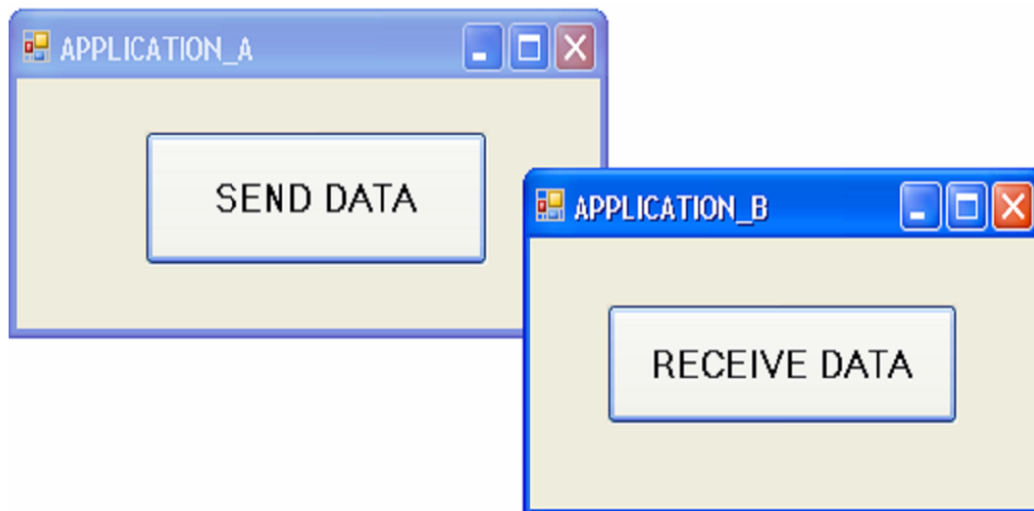 APPLICATION_A
SEND DATA
APPLICATION_B
RECEIVE DATA